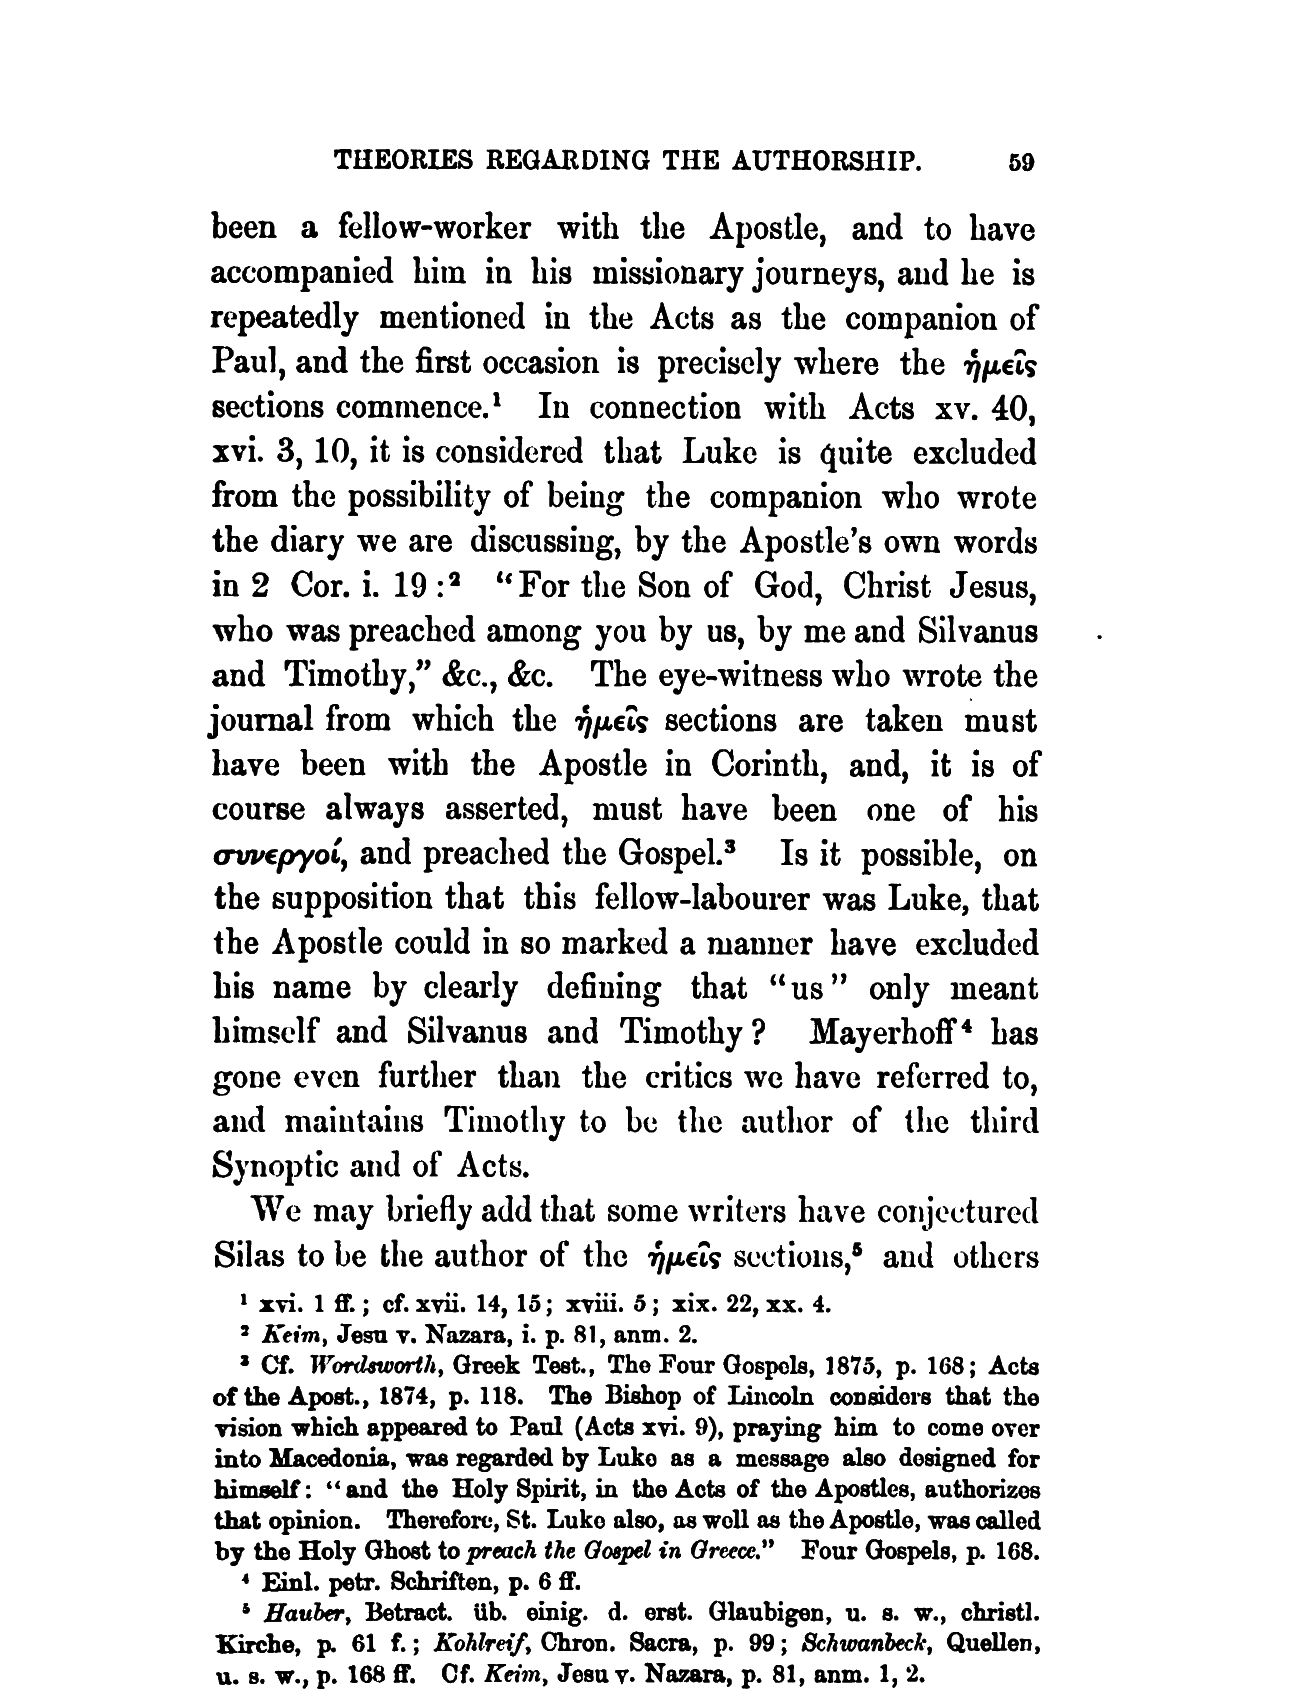 THEORIES REGARDING THE AUTHORSHIP. 59
been a fellow-worker with the Apostle, and to have
accompanied him in his missionary journeys, and he is
repeatedly mentioned in the Acts as the companion of
Paul, and the first occasion is precisely where the ἡμεῖς
sections commence.¹ In connection with Acts xv. 40,
xvi. 3, 10, it is considered that Luke is quite excluded
from the possibility of being the companion who wrote
the diary we are discussing, by the Apostle's own words
in 2 Cor. i. 19 :² “For the Son of God, Christ Jesus,
who was preached among you by us, by me and Silvanus
and Timothy,” &c., &c. The eye-witness who wrote the
journal from which the ἡμεῖς sections are taken must
have been with the Apostle in Corinth, and, it is of
course always asserted, must have been one of his
συνεργοί, and preached the Gospel.³ Is it possible, on
the supposition that this fellow-labourer was Luke, that
the Apostle could in so marked a manner have excluded
his name by clearly defining that “us” only meant
himself and Silvanus and Timothy? Mayerhoff⁴ has
gone even further than the critics we have referred to,
and maintains Timothy to be the author of the third
Synoptic and of Acts.
We may briefly add that some writers have conjectured
Silas to be the author of the ἡμεῖς sections,⁵ and others
¹ xvi. 1 ff.; cf. xvii. 14, 15; xviii. 5; xix. 22, xx. 4.
² Keim, Jesu v. Nazara, i. p. 81, anm. 2.
³ Cf. Wordsworth, Greek Test., The Four Gospels, 1875, p. 168; Acts
of the Apost., 1874, p. 118. The Bishop of Lincoln considers that the
vision which appeared to Paul (Acts xvi. 9), praying him to come over
into Macedonia, was regarded by Luke as a message also designed for
himself: “and the Holy Spirit, in the Acts of the Apostles, authorizes
that opinion. Therefore, St. Luke also, as well as the Apostle, was called
by the Holy Ghost to preach the Gospel in Greece.” Four Gospels, p. 168.
⁴ Einl. petr. Schriften, p. 6 ff.
⁵ Hauber, Betract. üb. einig. d. erst. Glaubigen, u. s. w., christl.
Kirche, p. 61 f.; Kohlreif, Chron. Sacra, p. 99; Schwanbeck, Quellen,
u. s. w., p. 168 ff. Cf. Keim, Jesu v. Nazara, p. 81, anm. 1, 2.